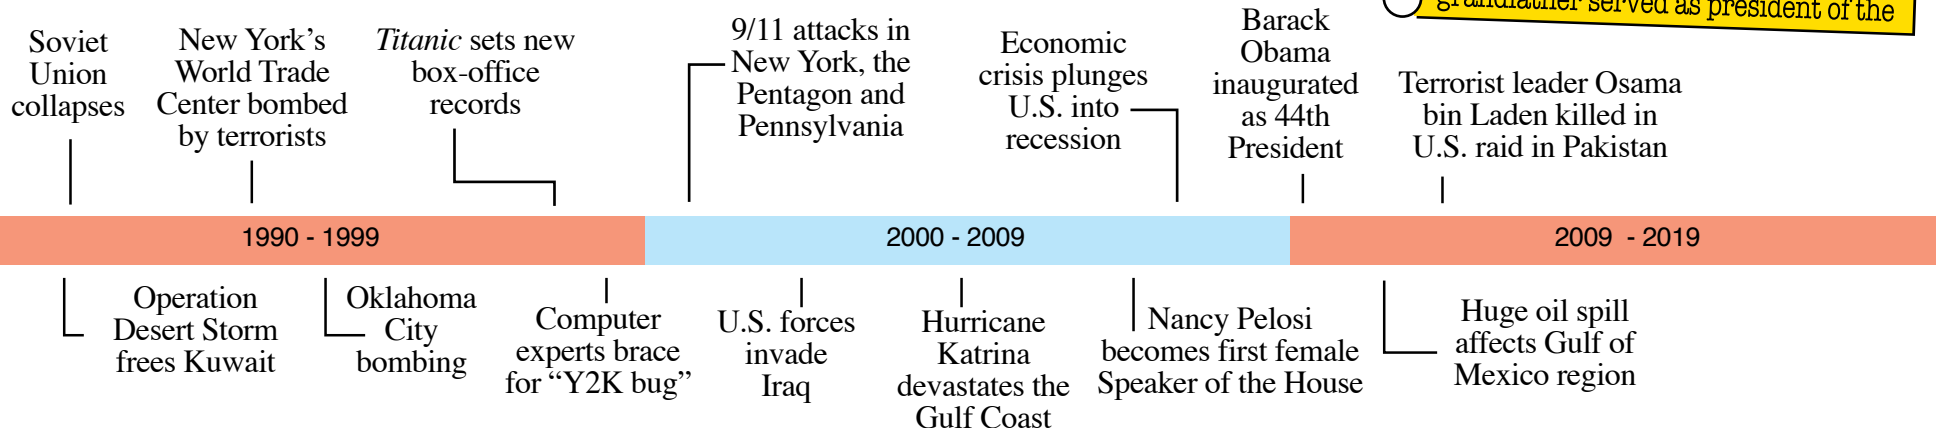 grandfather served as president of the
Soviet
Union
collapses
New York’s
World Trade
Center bombed
by terrorists
Titanic sets new
box-office
records
9/11 attacks in
New York, the
Pentagon and
Pennsylvania
Economic
crisis plunges
U.S. into
recession
Barack
Obama
inaugurated
as 44th
President
Terrorist leader Osama
bin Laden killed in
U.S. raid in Pakistan
1990 - 1999
2000 - 2009
2009  - 2019
Operation
Desert Storm
frees Kuwait
Oklahoma
City
bombing
Computer
experts brace
for “Y2K bug”
U.S. forces
invade
Iraq
Hurricane
Katrina
devastates the
Gulf Coast
Nancy Pelosi
becomes first female
Speaker of the House
Huge oil spill
affects Gulf of
Mexico region